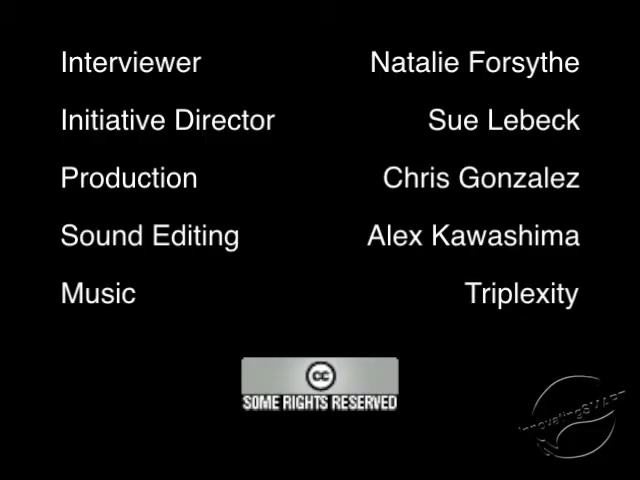 Interviewer Natalie Forsythe
Initiative Director Sue Lebeck
Production Chris Gonzalez
Sound Editing Alex Kawashima
Music Triplexity
cc
SOME RIGHTS RESERVED
InnovatingSMART